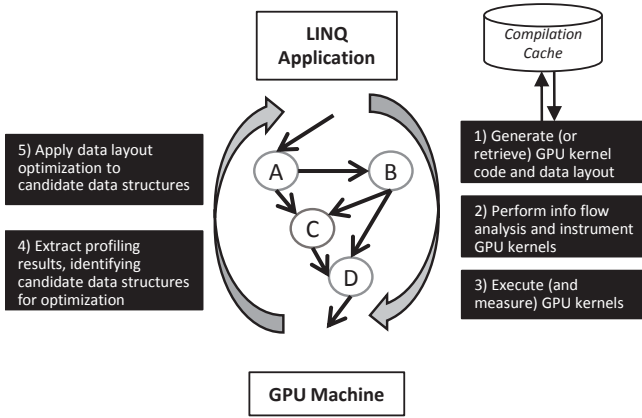 LINQ
Application
Compilation
Cache
5) Apply data layout
optimization to
candidate data structures
4) Extract profiling
results, identifying
candidate data structures
for optimization
A
B
C
D
1) Generate (or
retrieve) GPU kernel
code and data layout
2) Perform info flow
analysis and instrument
GPU kernels
3) Execute (and
measure) GPU kernels
GPU Machine